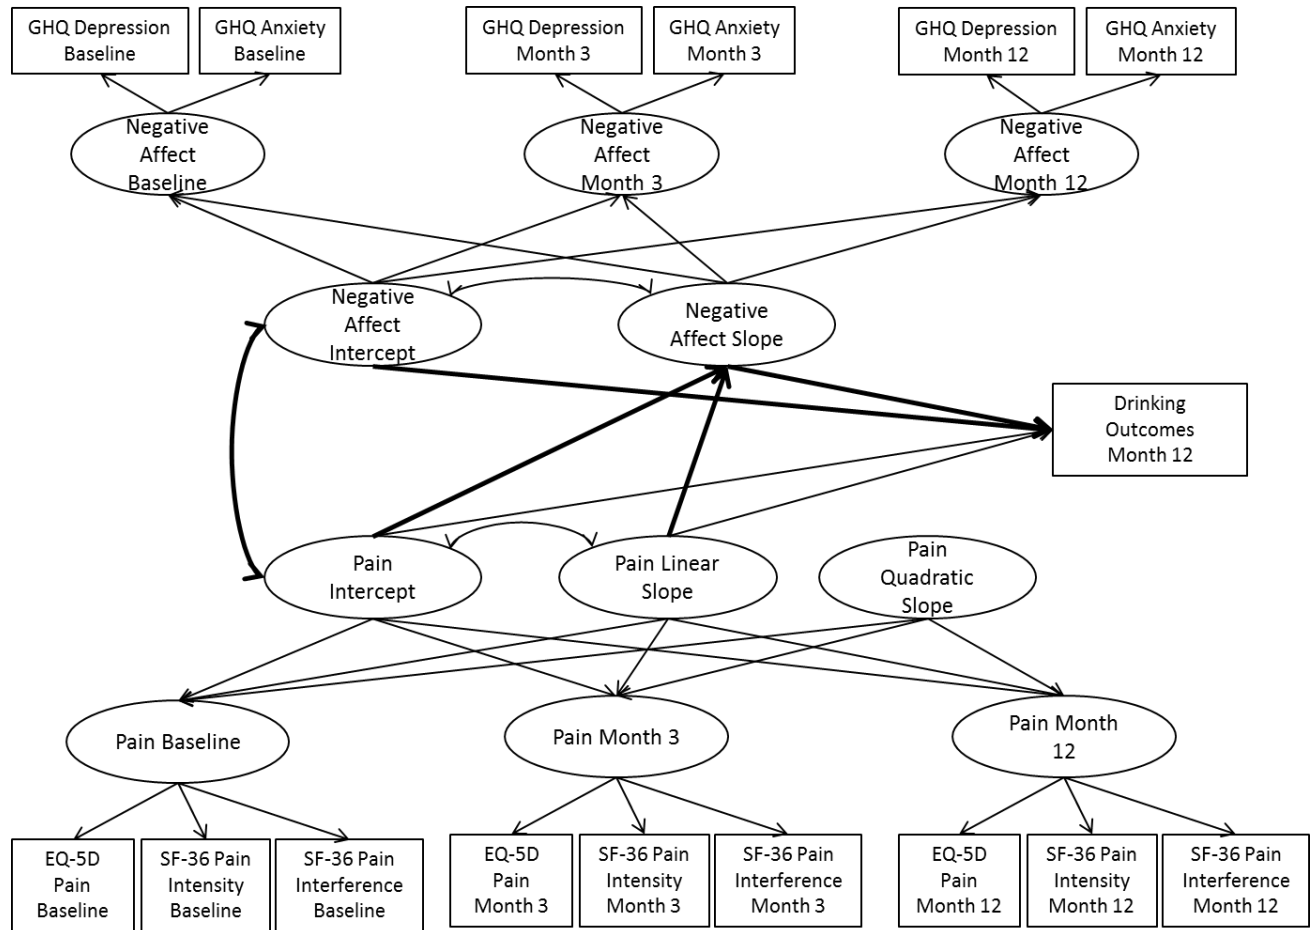 GHQ Depression
Baseline
GHQ Anxiety
Baseline
GHQ Depression
Month 3
GHQ Anxiety
Month 3
GHQ Depression
Month 12
GHQ Anxiety
Month 12
Negative
Affect
Baseline
Negative
Affect
Month 3
Negative
Affect
Month 12
Negative
Affect
Intercept
Negative
Affect Slope
Drinking
Outcomes
Month 12
Pain
Intercept
Pain Linear
Slope
Pain
Quadratic
Slope
Pain Baseline
Pain Month 3
Pain Month
12
EQ-5D
Pain
Baseline
SF-36 Pain
Intensity
Baseline
SF-36 Pain
Interference
Baseline
EQ-5D
Pain
Month 3
SF-36 Pain
Intensity
Month 3
SF-36 Pain
Interference
Month 3
EQ-5D
Pain
Month 12
SF-36 Pain
Intensity
Month 12
SF-36 Pain
Interference
Month 12